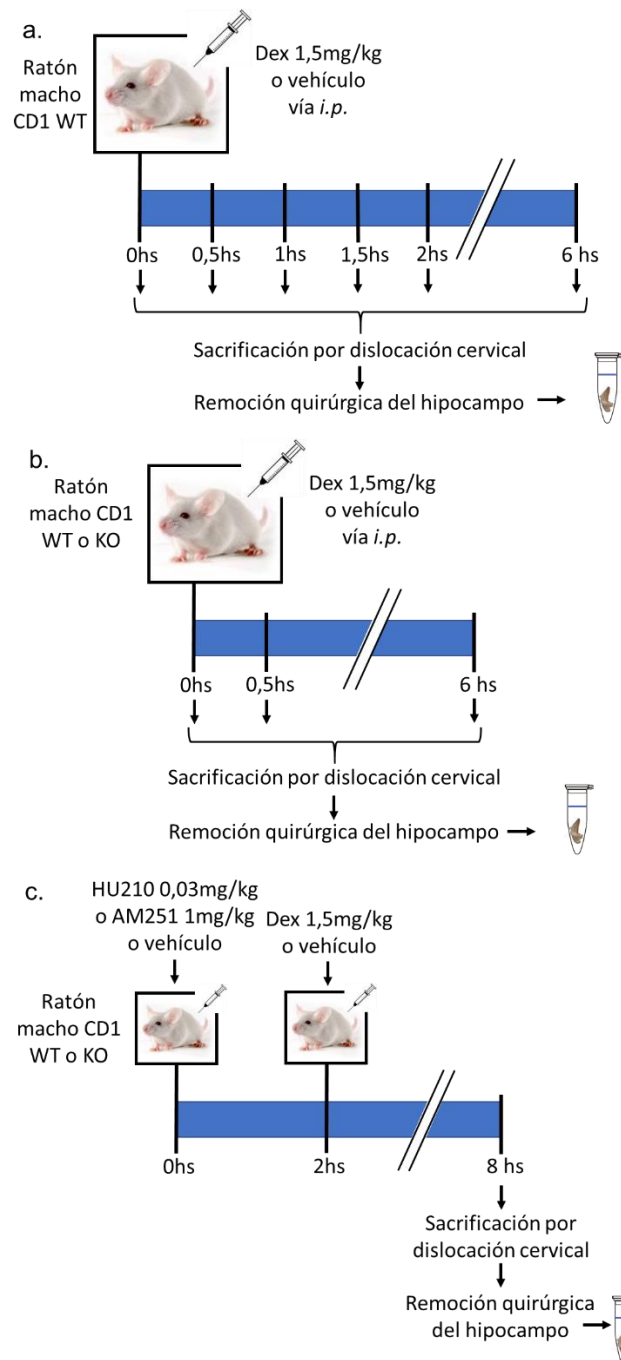 a.
Ratón
macho
CD1 WT
Dex 1,5mg/kg
o vehículo
vía i.p.
0hs 0,5hs 1hs 1,5hs 2hs 6 hs
Sacrificación por dislocación cervical
Remoción quirúrgica del hipocampo
b.
Ratón
macho CD1
WT o KO
Dex 1,5mg/kg
o vehículo
vía i.p.
0hs 0,5hs 6 hs
Sacrificación por dislocación cervical
Remoción quirúrgica del hipocampo
c.
HU210 0,03mg/kg
o AM251 1mg/kg
o vehículo
Dex 1,5mg/kg
o vehículo
Ratón
macho CD1
WT o KO
0hs 2hs 8 hs
Sacrificación por
dislocación cervical
Remoción quirúrgica
del hipocampo